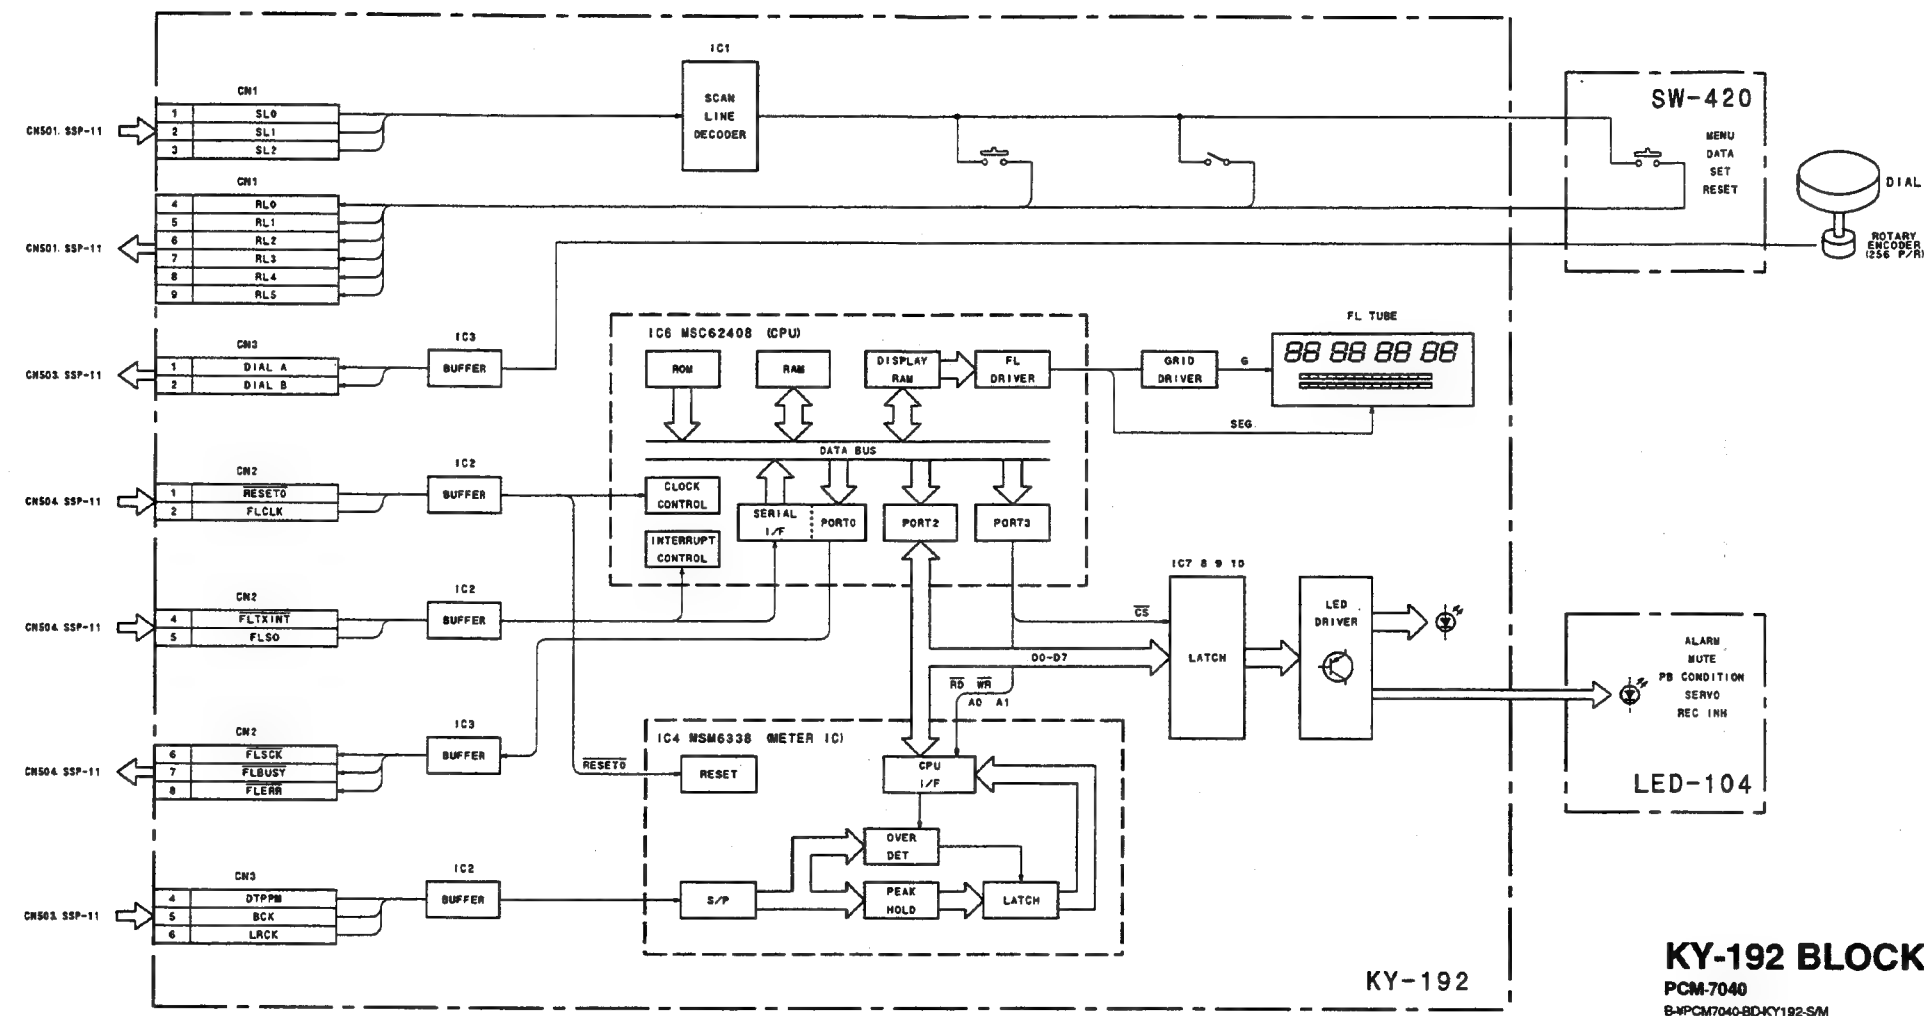 IC1
SCAN
LINE
DECODER
CN1
CN501. SSP-11
1 SL0
2 SL1
3 SL2
CN1
CN501. SSP-11
4 RL0
5 RL1
6 RL2
7 RL3
8 RL4
9 RL5
SW-420
MENU
DATA
SET
RESET
DIAL
ROTARY
ENCODER
(256 P/R)
CN3
CN503. SSP-11
1 DIAL A
2 DIAL B
IC3
BUFFER
IC6 MSC62408 (CPU)
ROM
RAM
DISPLAY
RAM
FL
DRIVER
GRID
DRIVER
G
FL TUBE
88 88 88 88
SEG
DATA BUS
CN2
CN504. SSP-11
1 RESET0
2 FLCLK
IC2
BUFFER
CLOCK
CONTROL
INTERRUPT
CONTROL
SERIAL
I/F
PORT0
PORT2
PORT3
CN2
CN504. SSP-11
4 FLTXINT
5 FLSO
IC2
BUFFER
IC7 8 9 10
CS
LATCH
D0-D7
LED
DRIVER
RD WR
A0 A1
ALARM
MUTE
PB CONDITION
SERVO
REC INH
LED-104
CN2
CN504. SSP-11
6 FLSCK
7 FLBUSY
8 FLERR
IC3
BUFFER
RESET0
IC4 MSM6338 (METER IC)
RESET
CPU
I/F
OVER
DET
S/P
PEAK
HOLD
LATCH
CN3
CN503. SSP-11
4 DTPPM
5 BCK
6 LRCK
IC2
BUFFER
KY-192
KY-192 BLOCK
PCM-7040
B-¥PCM7040-BD-KY192-S/M